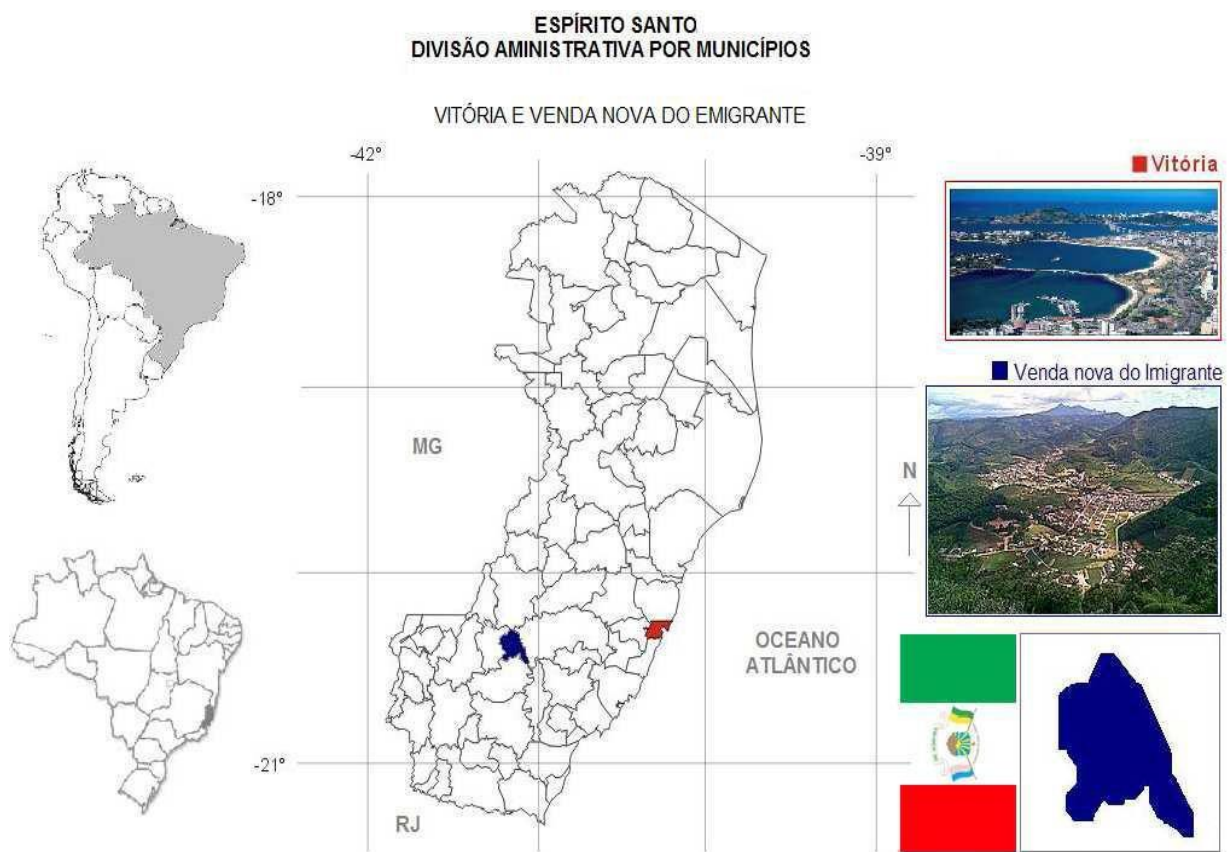 ESPÍRITO SANTO
DIVISÃO AMINISTRATIVA POR MUNICÍPIOS
VITÓRIA E VENDA NOVA DO EMIGRANTE
-42°
-39°
Vitória
-18°
Venda nova do Imigrante
MG
N
OCEANO
ATLÂNTICO
-21°
RJ